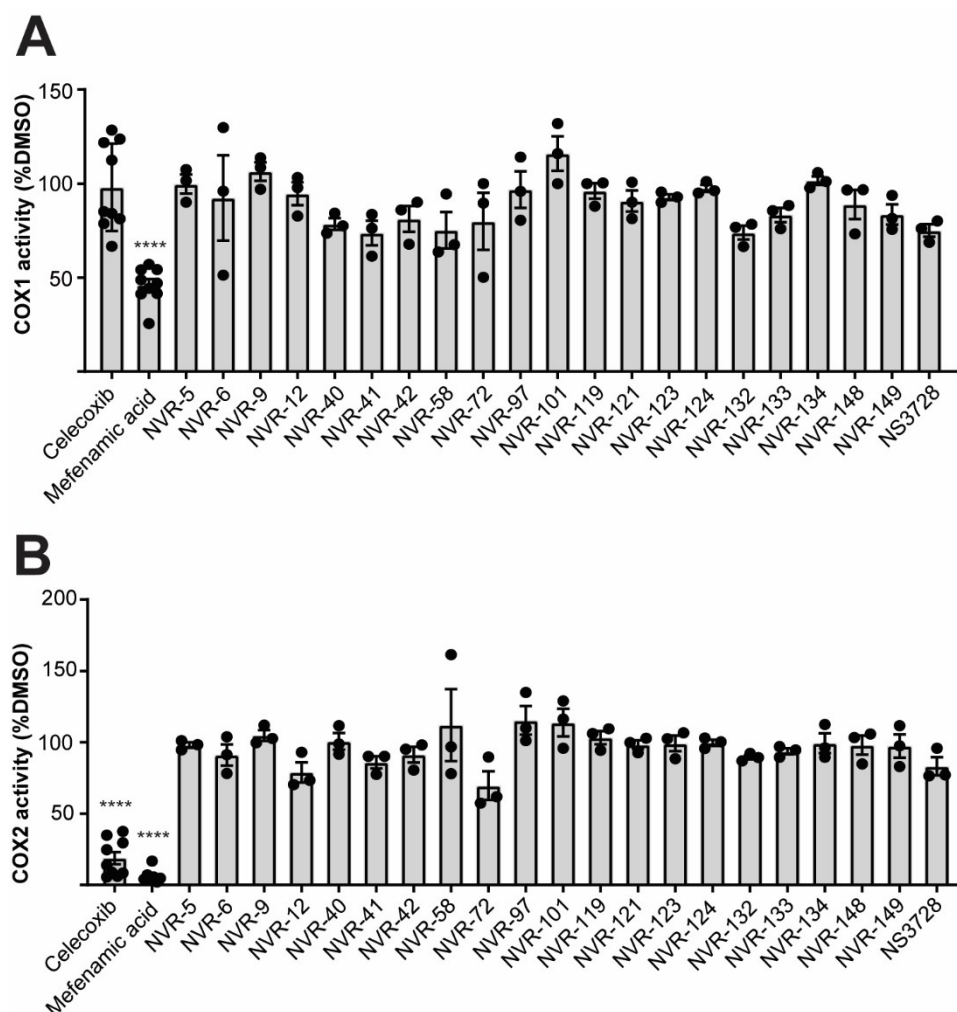 A
COX1 activity (%DMSO)
150
100
50
****
Celecoxib
Mefenamic acid
NVR-5
NVR-6
NVR-9
NVR-12
NVR-40
NVR-41
NVR-42
NVR-58
NVR-72
NVR-97
NVR-101
NVR-119
NVR-121
NVR-123
NVR-124
NVR-132
NVR-133
NVR-134
NVR-148
NVR-149
NS3728
B
COX2 activity (%DMSO)
200
150
100
50
****
****
Celecoxib
Mefenamic acid
NVR-5
NVR-6
NVR-9
NVR-12
NVR-40
NVR-41
NVR-42
NVR-58
NVR-72
NVR-97
NVR-101
NVR-119
NVR-121
NVR-123
NVR-124
NVR-132
NVR-133
NVR-134
NVR-148
NVR-149
NS3728